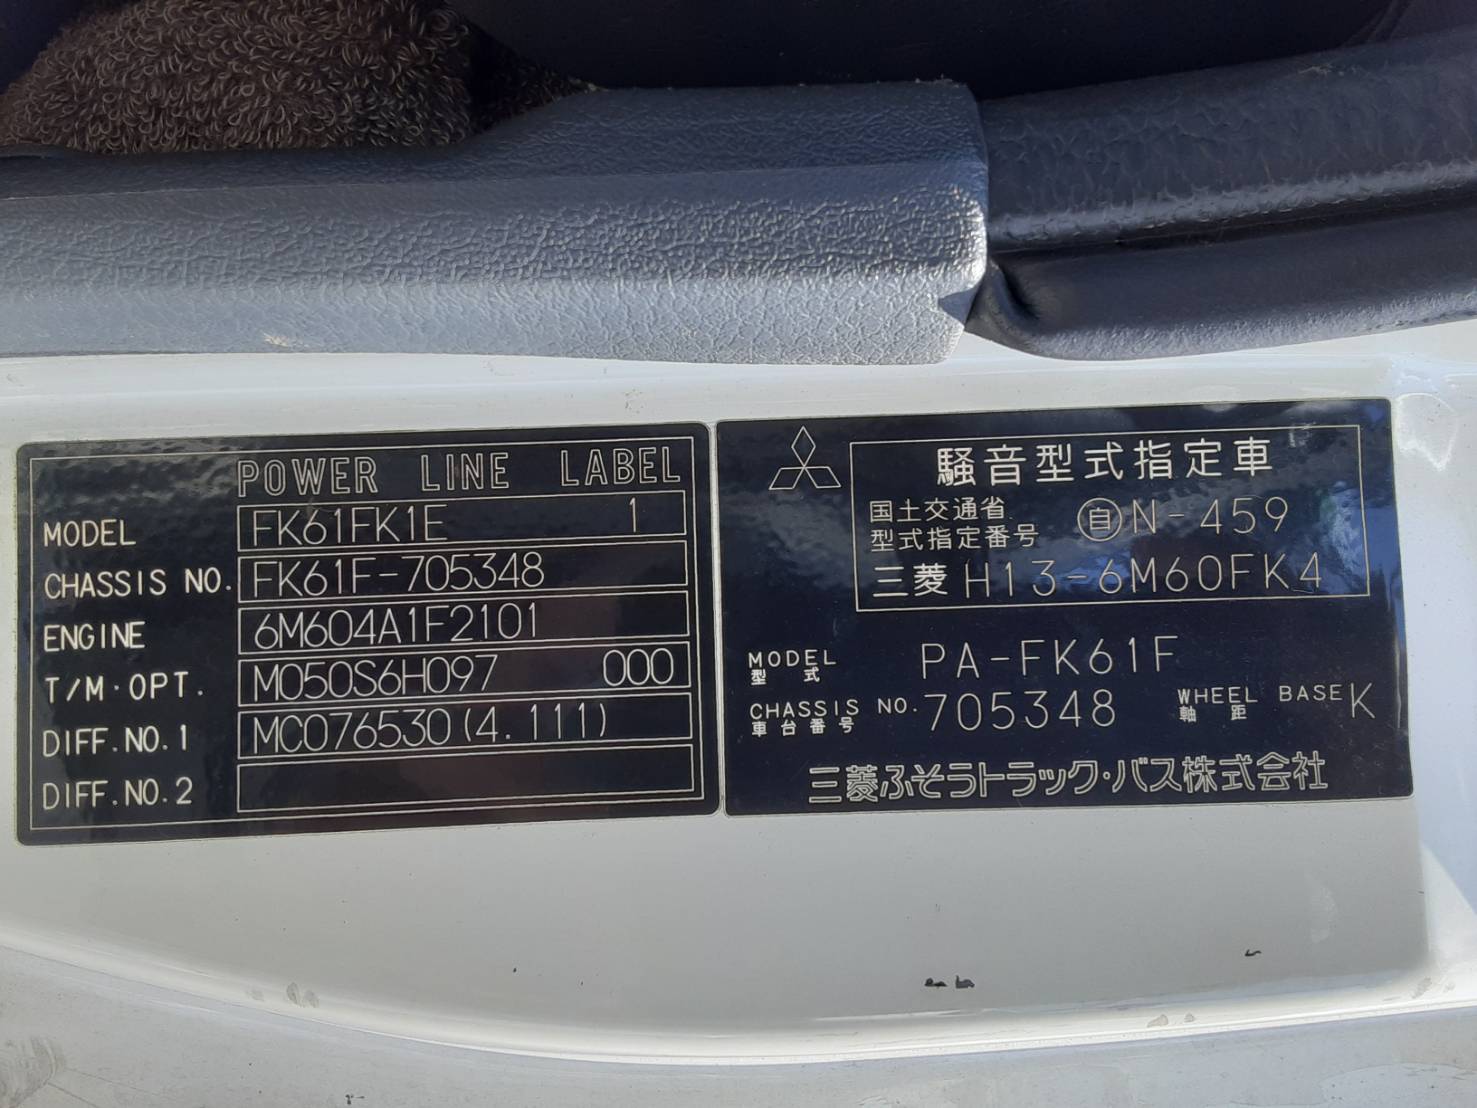 POWER LINE LABEL
MODEL FK61FK1E 1
CHASSIS NO. FK61F-705348
ENGINE 6M604A1F2101
T/M·OPT. M050S6H097 000
DIFF.NO.1 MC076530(4.111)
DIFF.NO.2
騒音型式指定車
国土交通省
型式指定番号 自N-459
三菱 H13-6M60FK4
MODEL PA-FK61F
型式
CHASSIS NO. 705348 WHEEL BASE K
車台番号 軸距
三菱ふそうトラック・バス株式会社